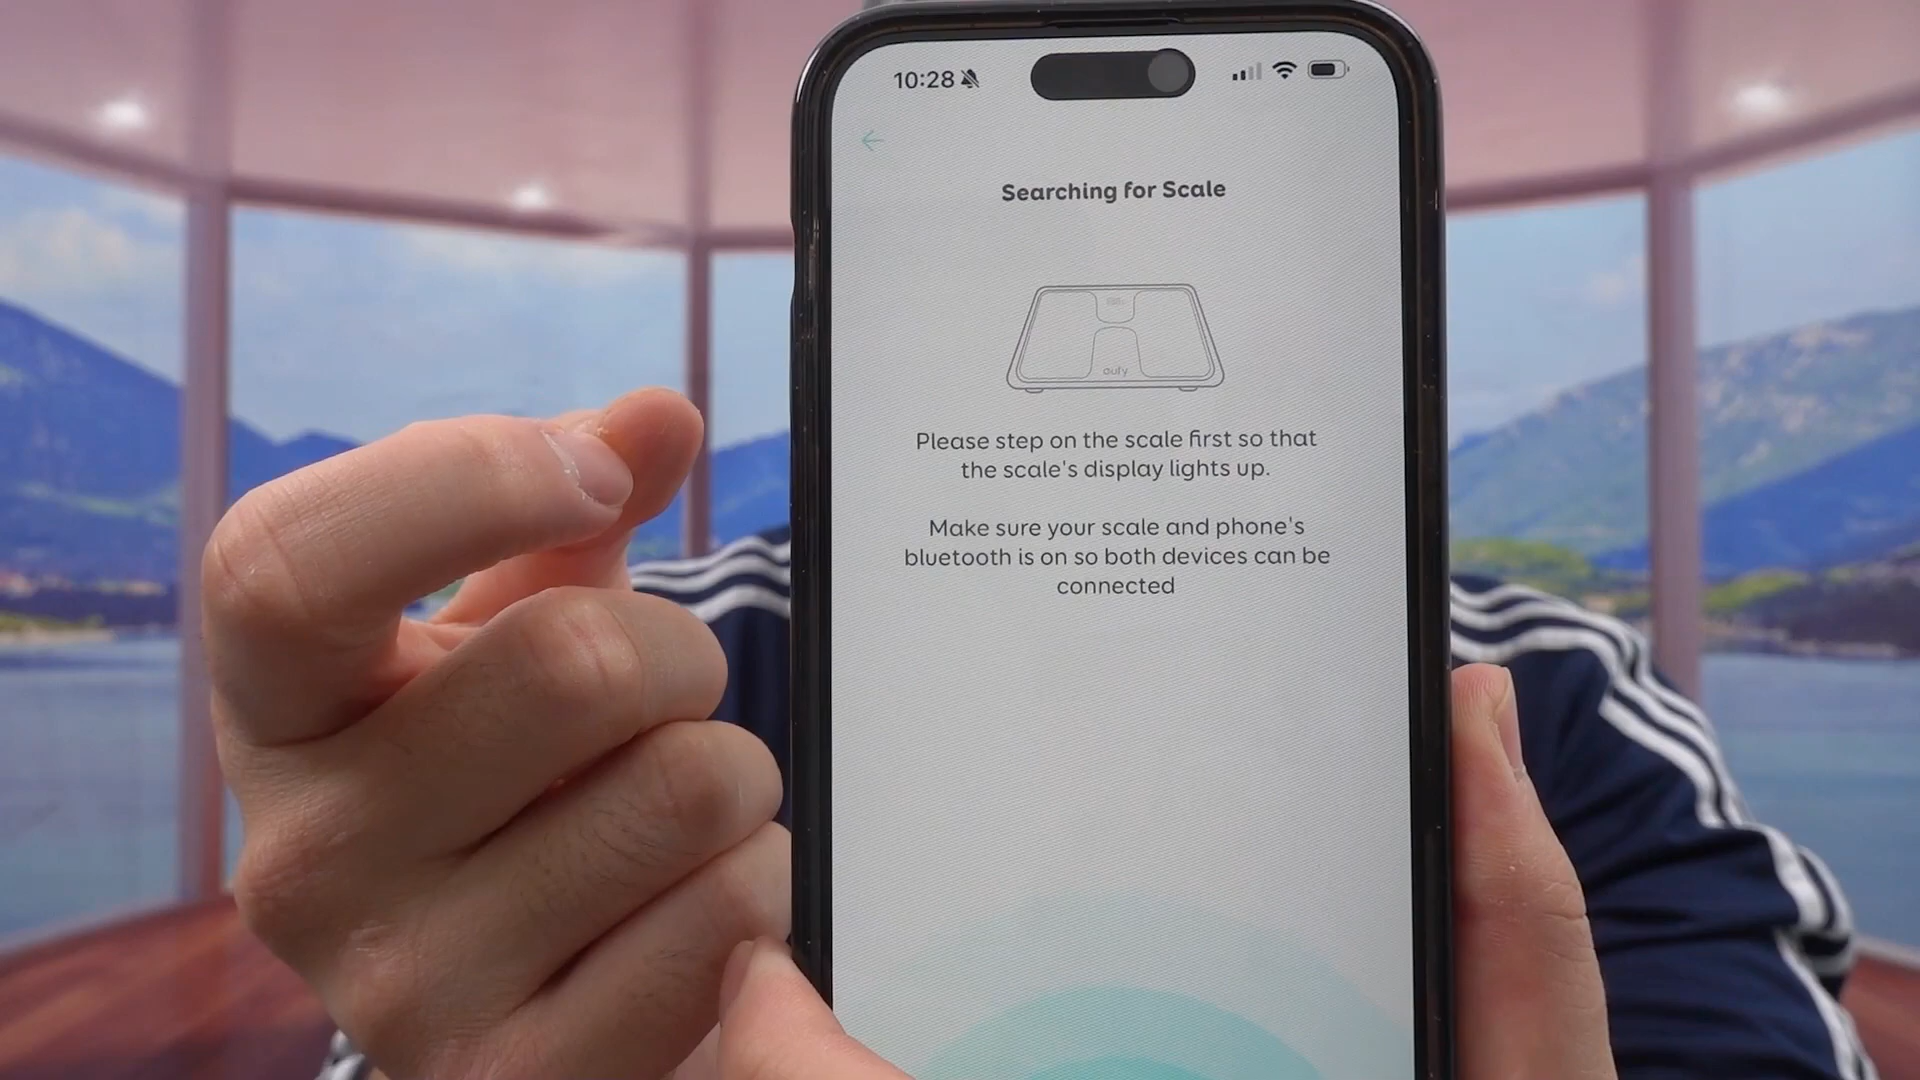 10:28
Searching for Scale
eufy
Please step on the scale first so that
the scale's display lights up.
Make sure your scale and phone's
bluetooth is on so both devices can be
connected